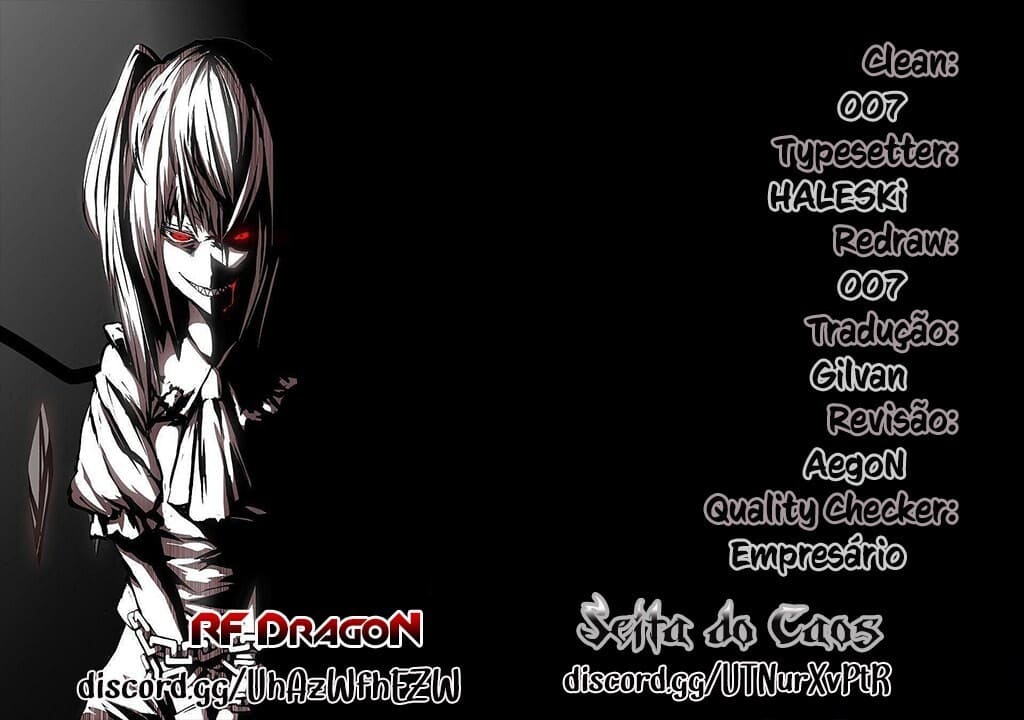 Clean:
007
Typesetter:
HALESKi
Redraw:
007
Tradução:
Gilvan
Revisão:
AegoN
Quality Checker:
Empresário
RF DRAGON
discord.gg/UhAzWfhEZW
Seita do Caos
discord.gg/UTNurXvPtR